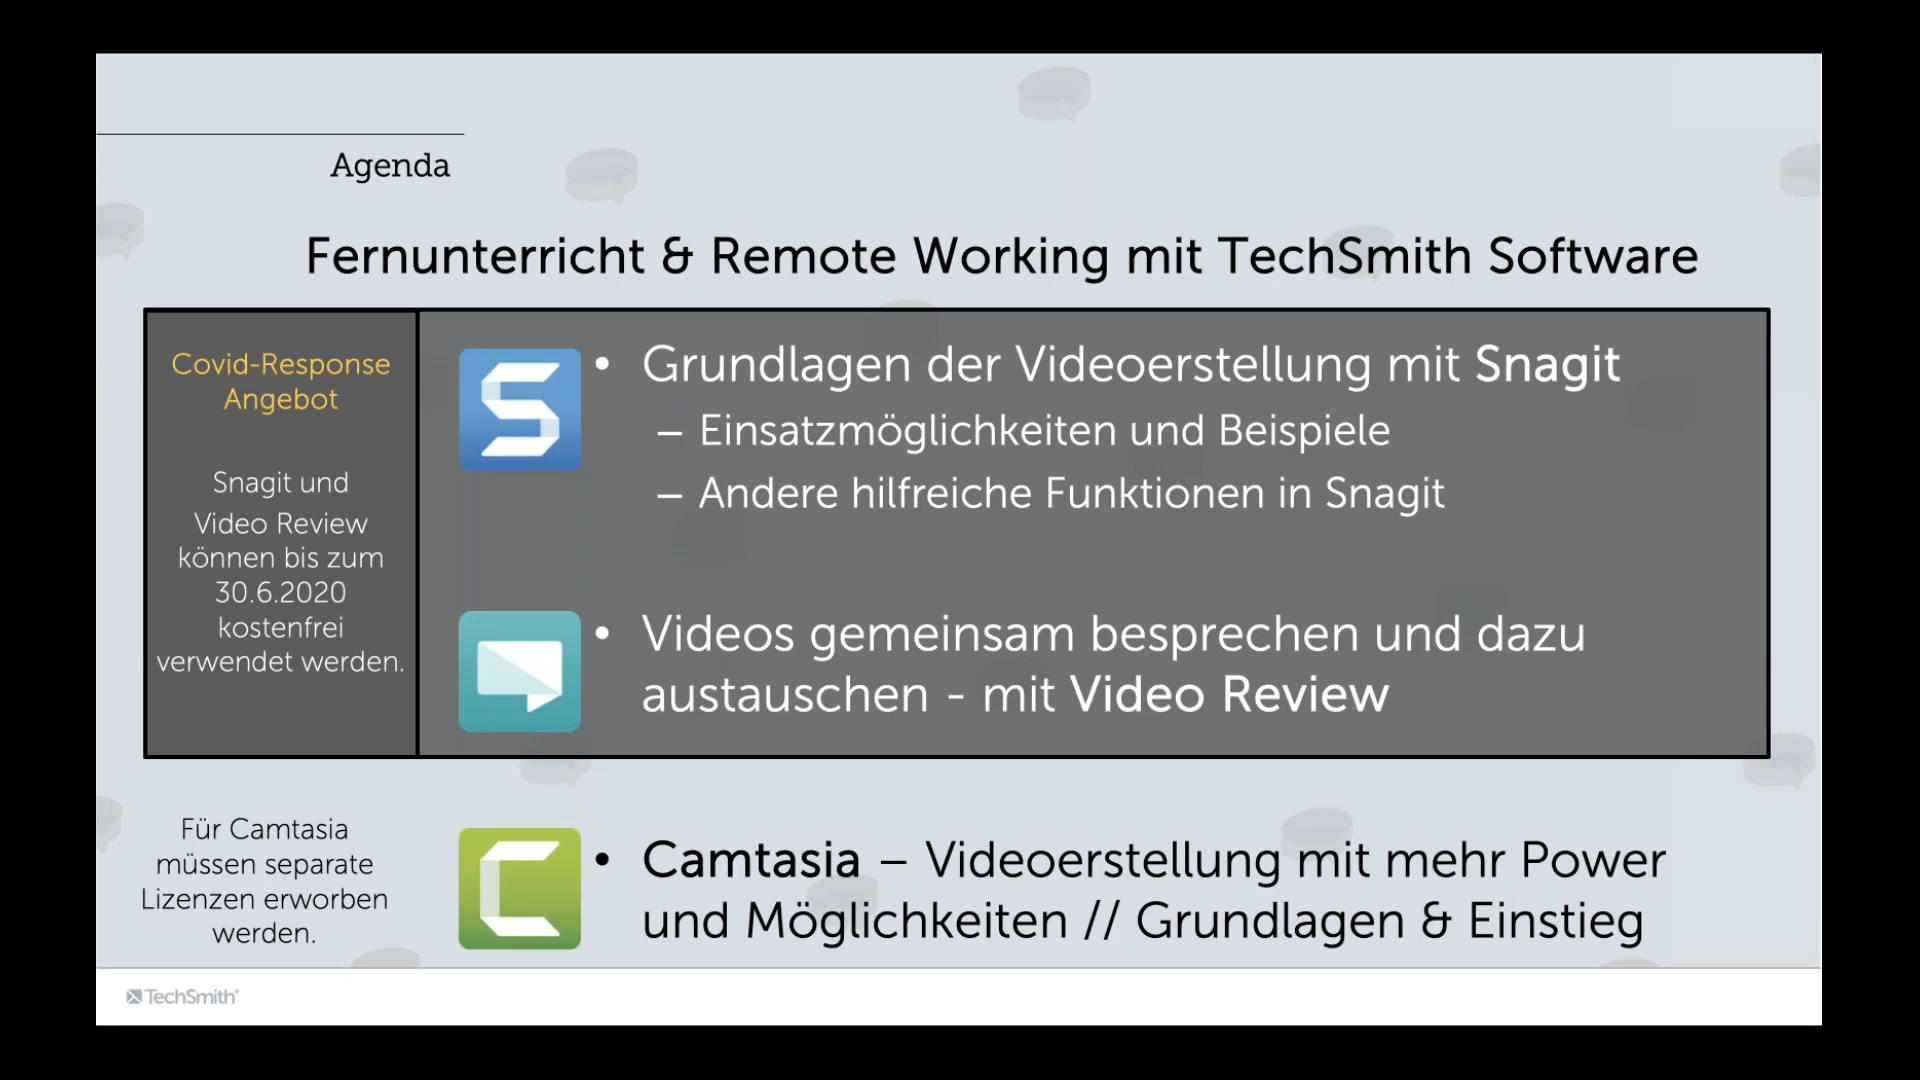 Agenda
Fernunterricht & Remote Working mit TechSmith Software
Covid-Response
Angebot
Snagit und
Video Review
können bis zum
30.6.2020
kostenfrei
verwendet werden.
• Grundlagen der Videoerstellung mit Snagit
– Einsatzmöglichkeiten und Beispiele
– Andere hilfreiche Funktionen in Snagit
• Videos gemeinsam besprechen und dazu
austauschen - mit Video Review
Für Camtasia
müssen separate
Lizenzen erworben
werden.
• Camtasia – Videoerstellung mit mehr Power
und Möglichkeiten // Grundlagen & Einstieg
TechSmith®